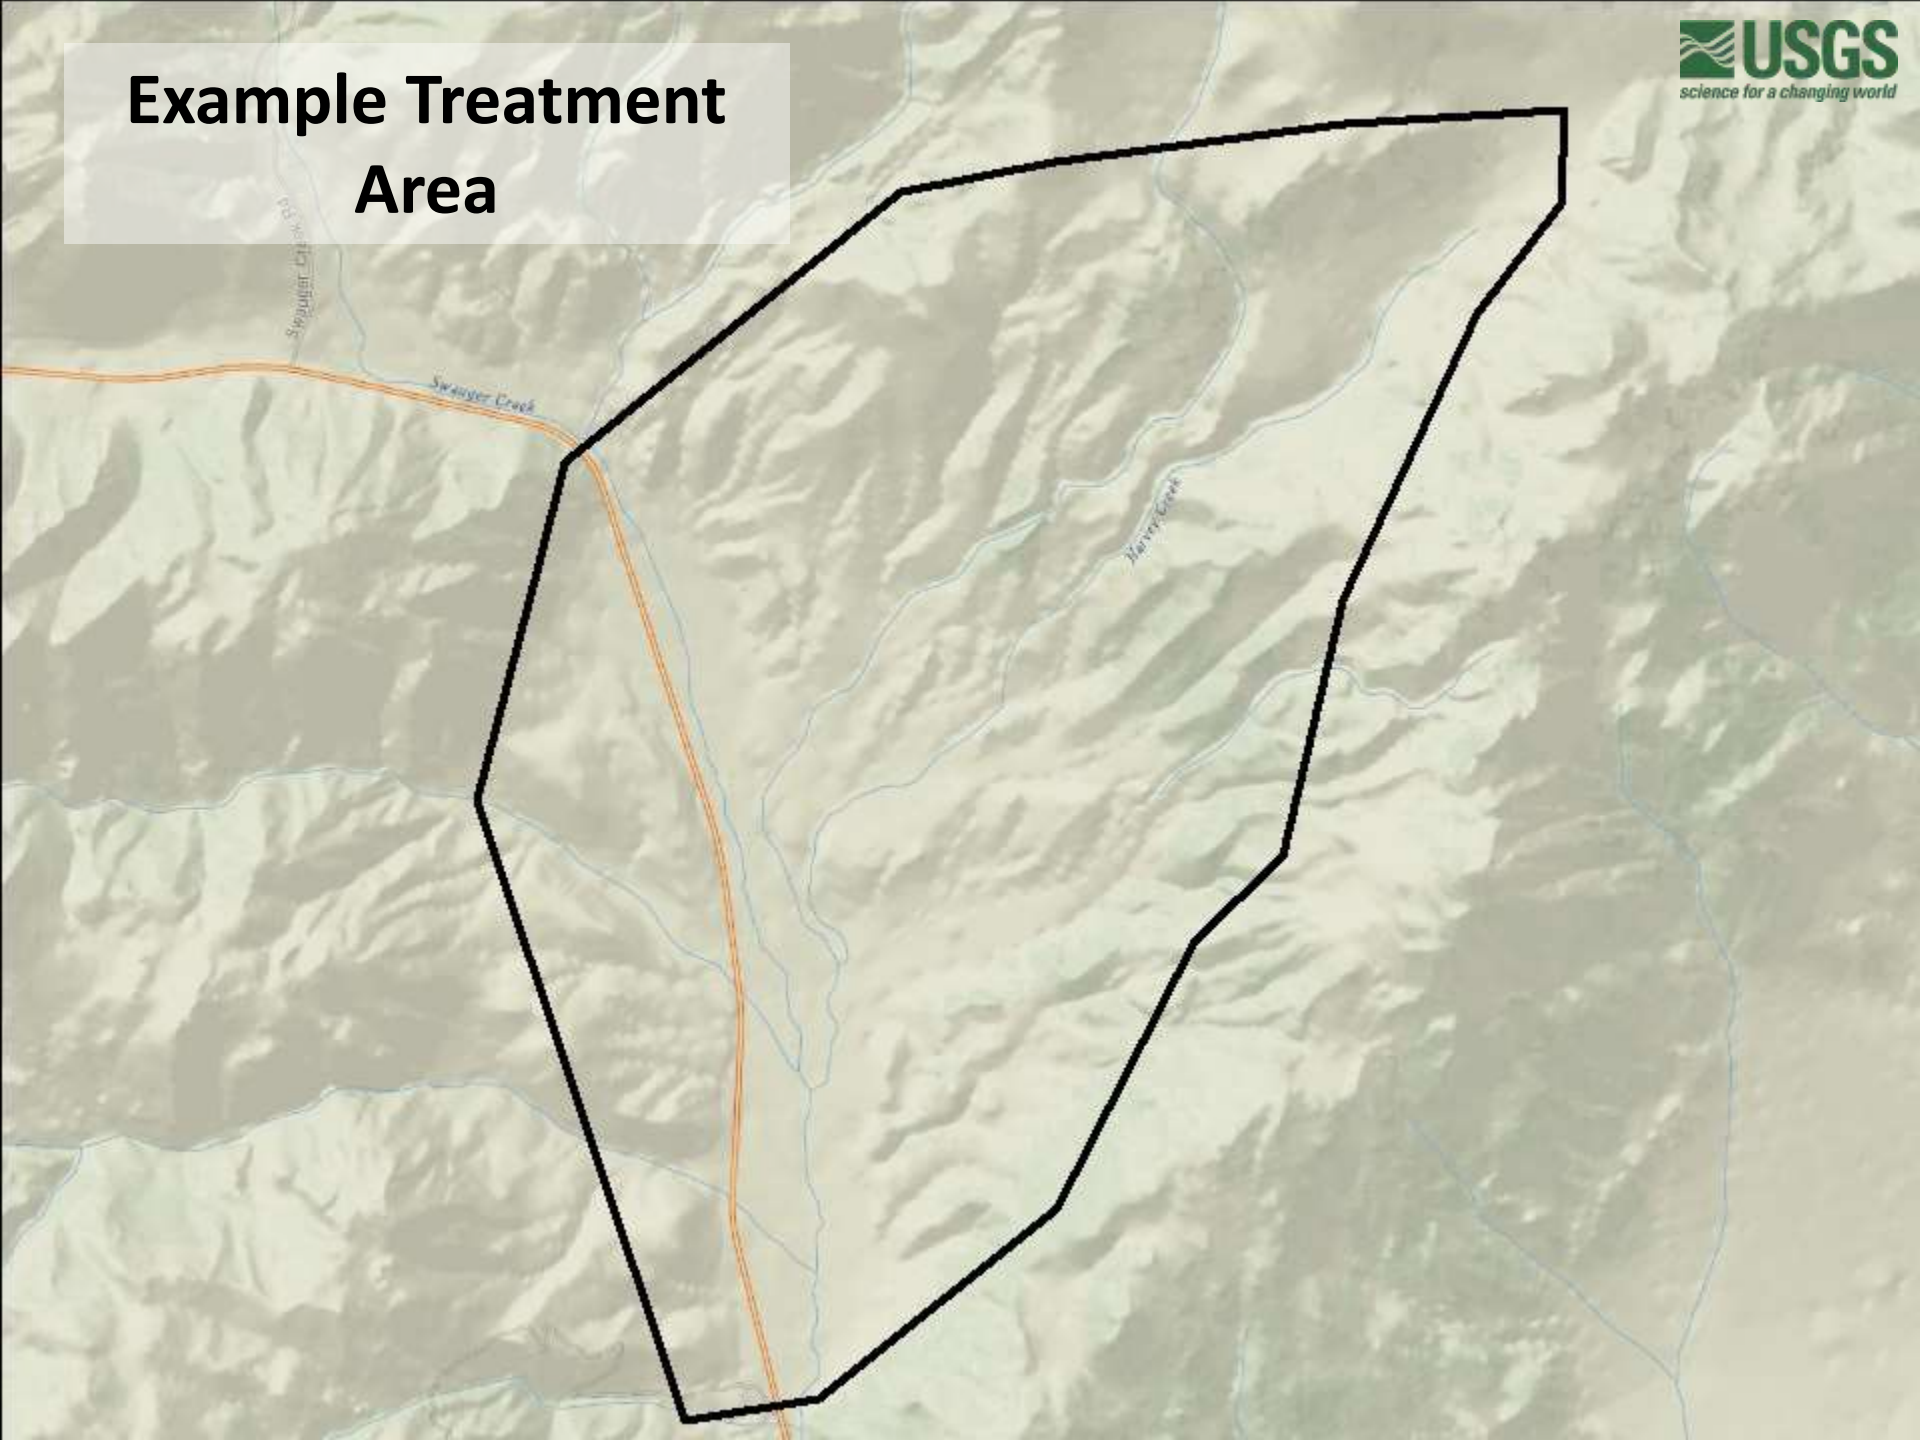 Example Treatment
Area
USGS
science for a changing world
Swauger Creek Rd
Swauger Creek
Harvey Creek